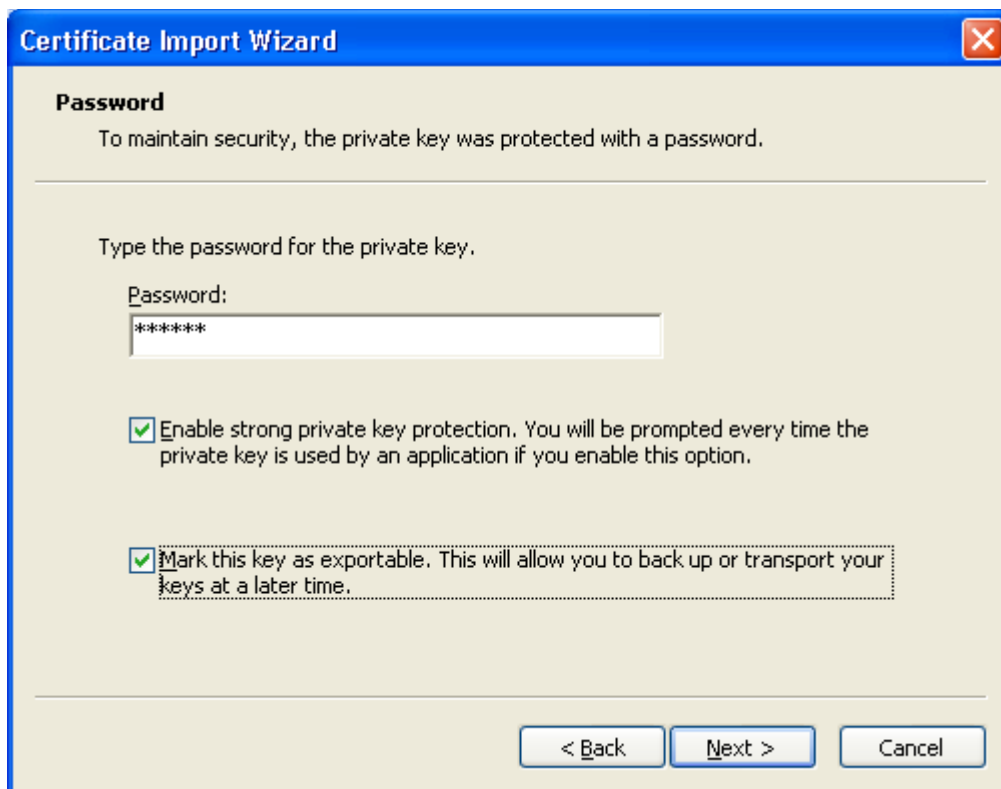 Certificate Import Wizard
Password
To maintain security, the private key was protected with a password.
Type the password for the private key.
Password:
******
Enable strong private key protection. You will be prompted every time the
private key is used by an application if you enable this option.
Mark this key as exportable. This will allow you to back up or transport your
keys at a later time.
< Back Next > Cancel